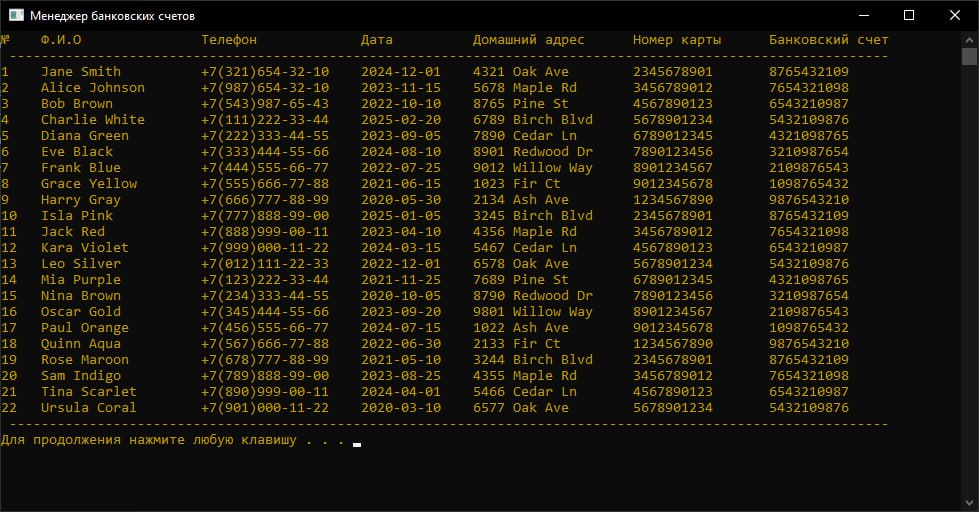 Менеджер банковских счетов
№ Ф.И.О Телефон Дата Домашний адрес Номер карты Банковский счет
1 Jane Smith +7(321)654-32-10 2024-12-01 4321 Oak Ave 2345678901 8765432109
2 Alice Johnson +7(987)654-32-10 2023-11-15 5678 Maple Rd 3456789012 7654321098
3 Bob Brown +7(543)987-65-43 2022-10-10 8765 Pine St 4567890123 6543210987
4 Charlie White +7(111)222-33-44 2025-02-20 6789 Birch Blvd 5678901234 5432109876
5 Diana Green +7(222)333-44-55 2023-09-05 7890 Cedar Ln 6789012345 4321098765
6 Eve Black +7(333)444-55-66 2024-08-10 8901 Redwood Dr 7890123456 3210987654
7 Frank Blue +7(444)555-66-77 2022-07-25 9012 Willow Way 8901234567 2109876543
8 Grace Yellow +7(555)666-77-88 2021-06-15 1023 Fir Ct 9012345678 1098765432
9 Harry Gray +7(666)777-88-99 2020-05-30 2134 Ash Ave 1234567890 9876543210
10 Isla Pink +7(777)888-99-00 2025-01-05 3245 Birch Blvd 2345678901 8765432109
11 Jack Red +7(888)999-00-11 2023-04-10 4356 Maple Rd 3456789012 7654321098
12 Kara Violet +7(999)000-11-22 2024-03-15 5467 Cedar Ln 4567890123 6543210987
13 Leo Silver +7(012)111-22-33 2022-12-01 6578 Oak Ave 5678901234 5432109876
14 Mia Purple +7(123)222-33-44 2021-11-25 7689 Pine St 6789012345 4321098765
15 Nina Brown +7(234)333-44-55 2020-10-05 8790 Redwood Dr 7890123456 3210987654
16 Oscar Gold +7(345)444-55-66 2023-09-20 9801 Willow Way 8901234567 2109876543
17 Paul Orange +7(456)555-66-77 2024-07-15 1022 Ash Ave 9012345678 1098765432
18 Quinn Aqua +7(567)666-77-88 2022-06-30 2133 Fir Ct 1234567890 9876543210
19 Rose Maroon +7(678)777-88-99 2021-05-10 3244 Birch Blvd 2345678901 8765432109
20 Sam Indigo +7(789)888-99-00 2023-08-25 4355 Maple Rd 3456789012 7654321098
21 Tina Scarlet +7(890)999-00-11 2024-04-01 5466 Cedar Ln 4567890123 6543210987
22 Ursula Coral +7(901)000-11-22 2020-03-10 6577 Oak Ave 5678901234 5432109876
Для продолжения нажмите любую клавишу . . .